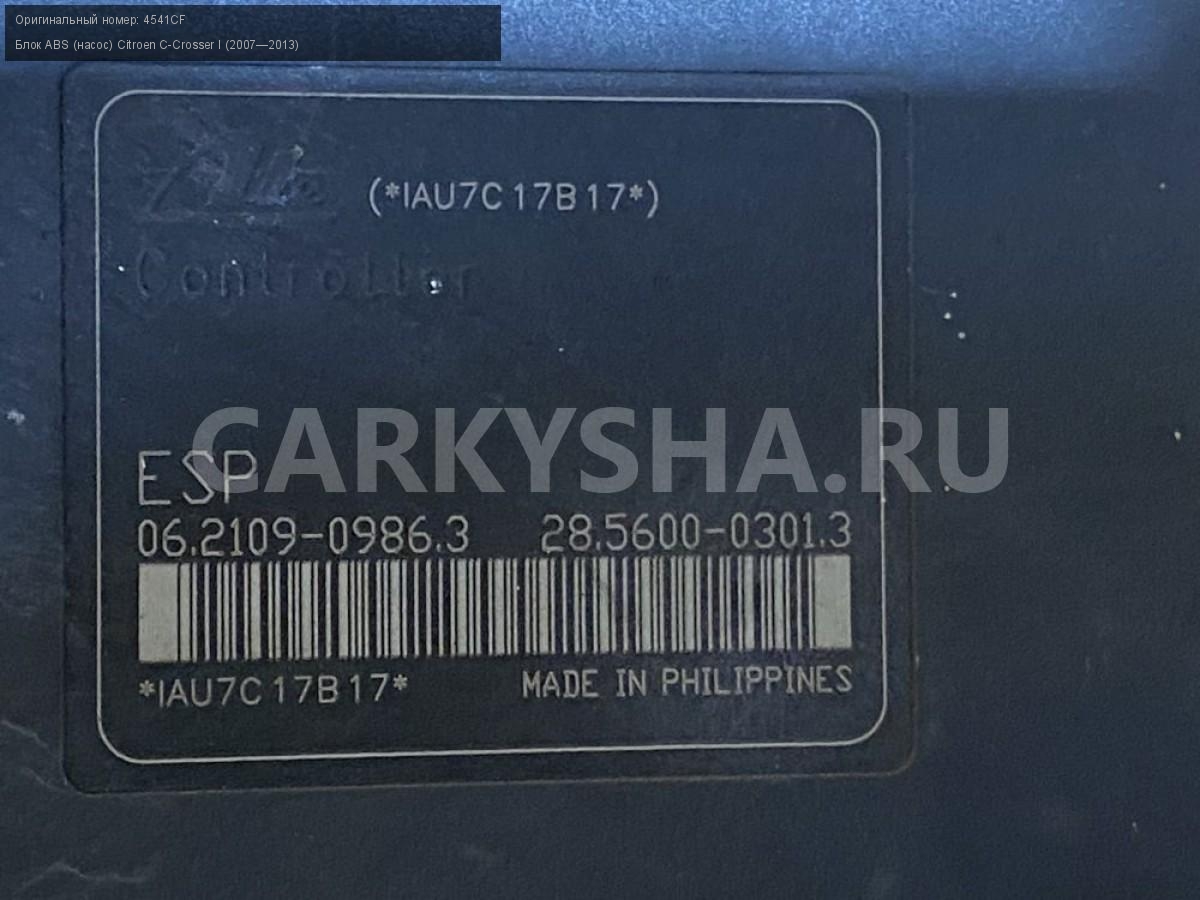 Оригинальный номер: 4541CF
Блок ABS (насос) Citroen C-Crosser I (2007—2013)
(*IAU7C17B17*)
Controller
CARKYSHA.RU
ESP
06.2109-0986.3 28.5600-0301.3
*IAU7C17B17* MADE IN PHILIPPINES